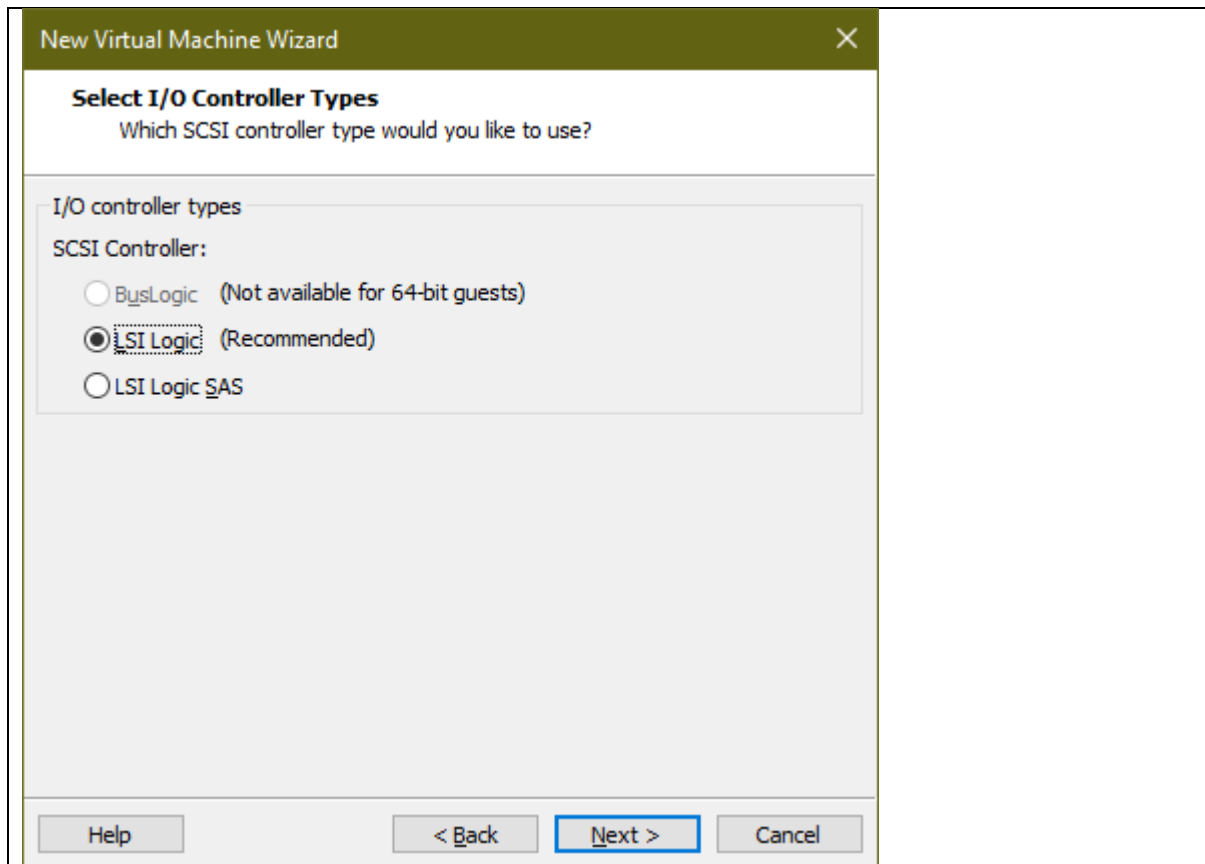 New Virtual Machine Wizard
Select I/O Controller Types
Which SCSI controller type would you like to use?
I/O controller types
SCSI Controller:
BusLogic (Not available for 64-bit guests)
LSI Logic (Recommended)
LSI Logic SAS
Help < Back Next > Cancel